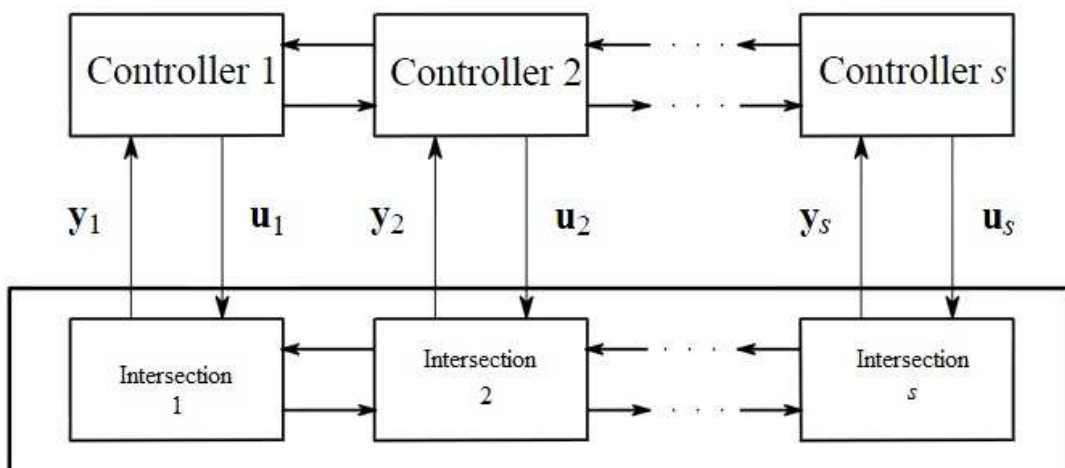 Controller 1 Controller 2 · · · Controller s
· · ·
y1 u1 y2 u2 ys us
Intersection
1
Intersection
2
· · ·
· · ·
Intersection
s